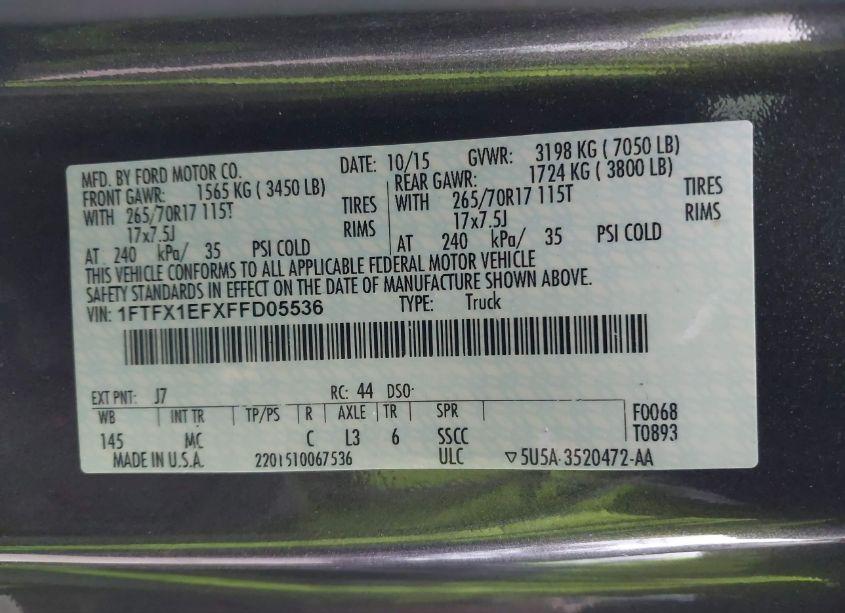 MFD. BY FORD MOTOR CO. DATE: 10/15 GVWR: 3198 KG ( 7050 LB)
FRONT GAWR: 1565 KG ( 3450 LB) REAR GAWR: 1724 KG ( 3800 LB)
WITH 265/70R17 115T TIRES WITH 265/70R17 115T TIRES
17x7.5J RIMS 17x7.5J RIMS
AT 240 kPa/ 35 PSI COLD AT 240 kPa/ 35 PSI COLD
THIS VEHICLE CONFORMS TO ALL APPLICABLE FEDERAL MOTOR VEHICLE
SAFETY STANDARDS IN EFFECT ON THE DATE OF MANUFACTURE SHOWN ABOVE.
VIN: 1FTFX1EFXFFD05536 TYPE: Truck
EXT PNT: J7 RC: 44 DSO:
WB INT TR TP/PS R AXLE TR SPR F0068
145 MC C L3 6 SSCC T0893
MADE IN U.S.A. 2201510067536 ULC ▽5U5A-3520472-AA